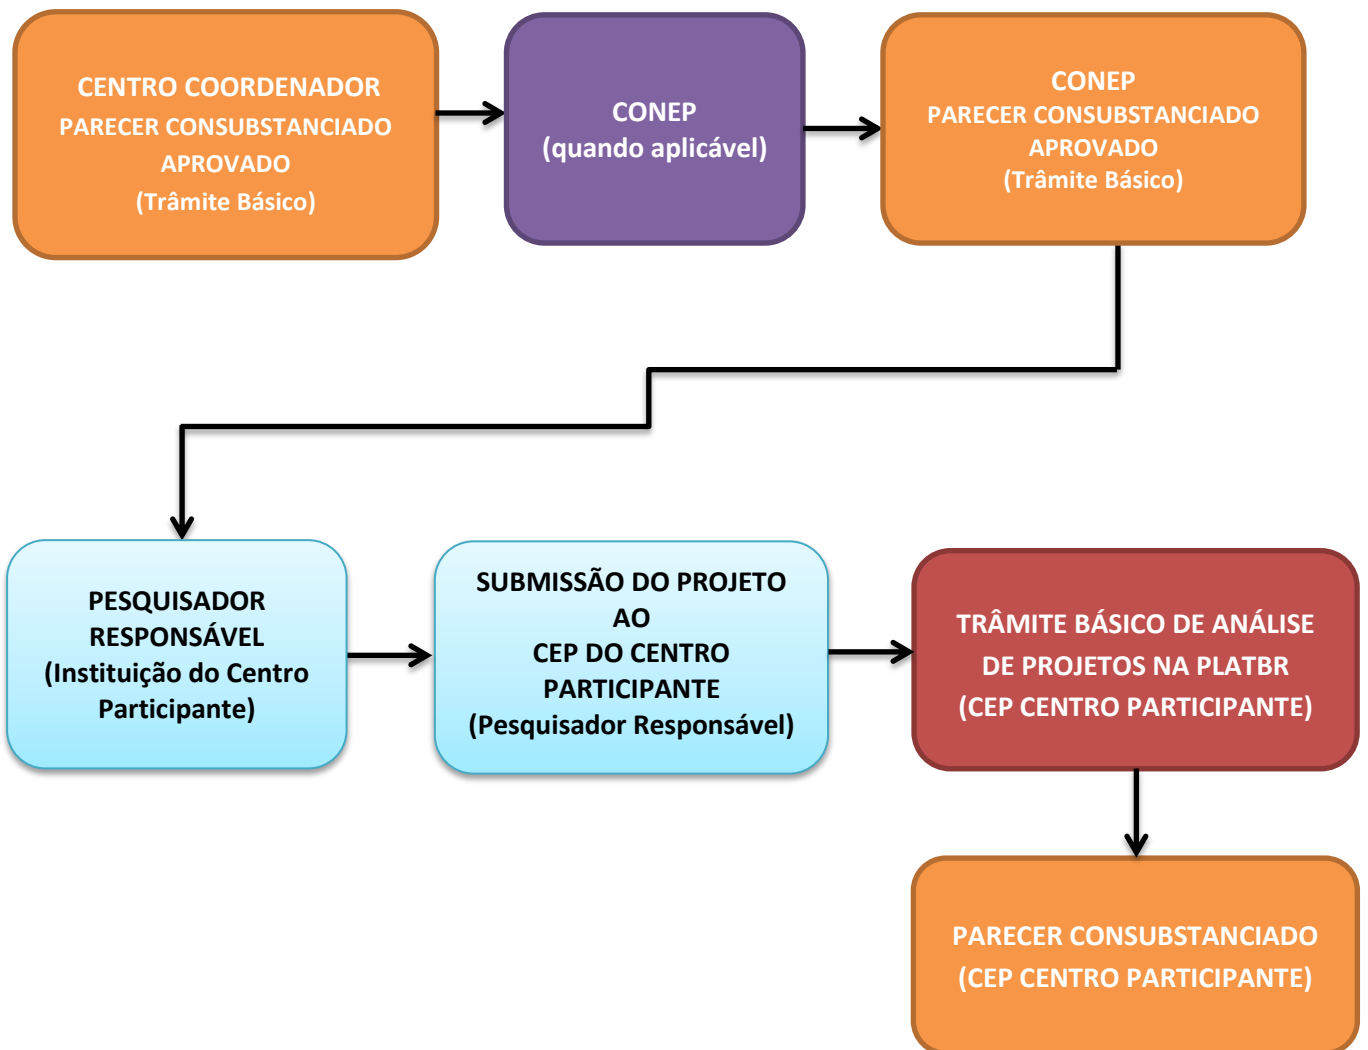 CENTRO COORDENADOR
PARECER CONSUBSTANCIADO
APROVADO
(Trâmite Básico)
CONEP
(quando aplicável)
CONEP
PARECER CONSUBSTANCIADO
APROVADO
(Trâmite Básico)
PESQUISADOR
RESPONSÁVEL
(Instituição do Centro
Participante)
SUBMISSÃO DO PROJETO
AO
CEP DO CENTRO
PARTICIPANTE
(Pesquisador Responsável)
TRÂMITE BÁSICO DE ANÁLISE
DE PROJETOS NA PLATBR
(CEP CENTRO PARTICIPANTE)
PARECER CONSUBSTANCIADO
(CEP CENTRO PARTICIPANTE)